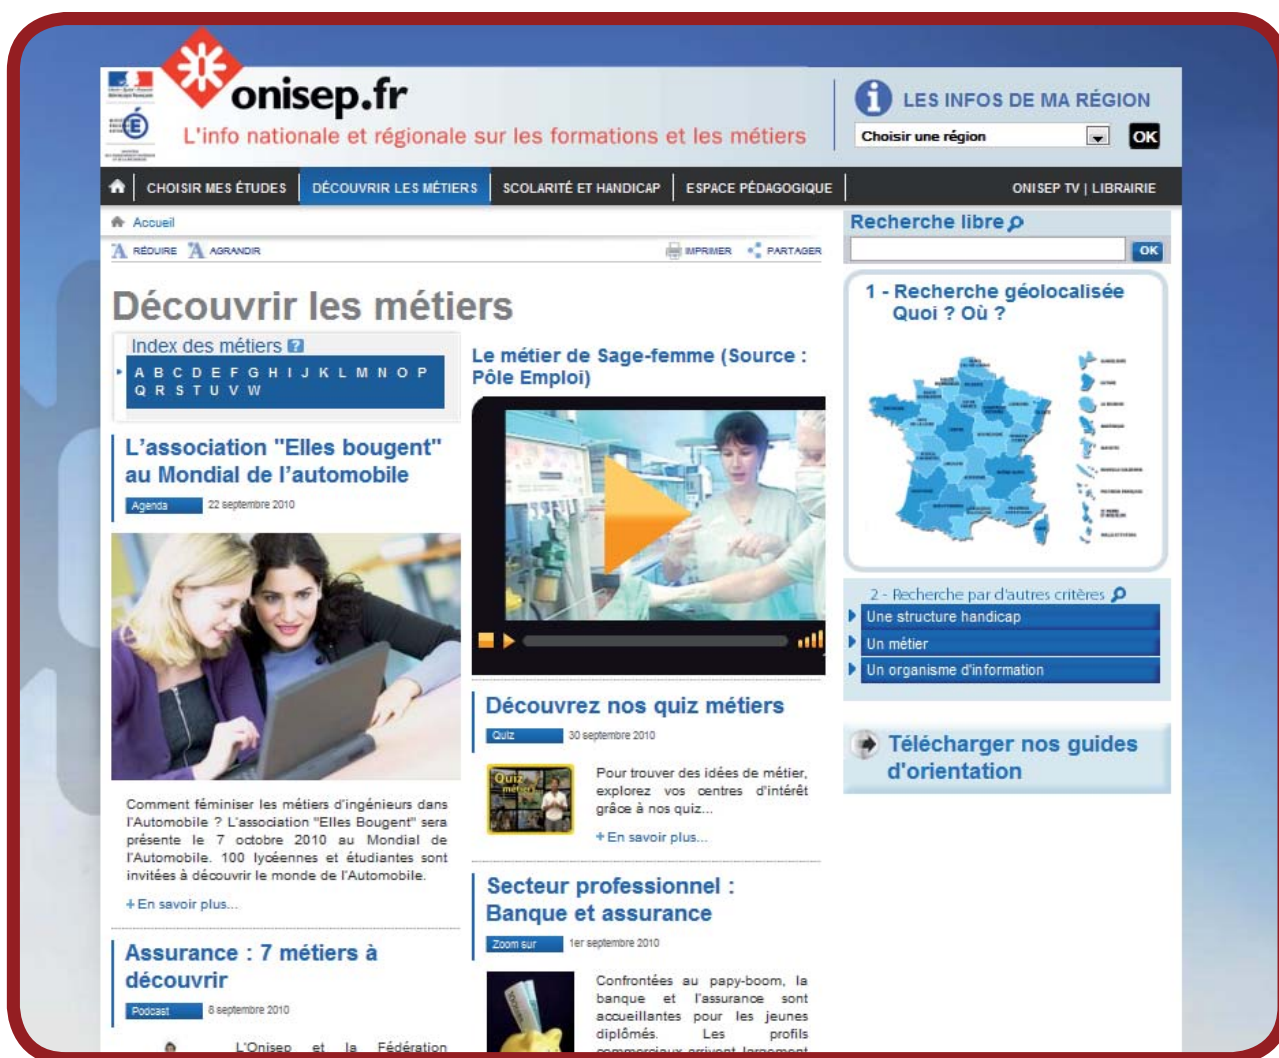 onisep.fr
L'info nationale et régionale sur les formations et les métiers
LES INFOS DE MA RÉGION
Choisir une région
OK
CHOISIR MES ÉTUDES
DÉCOUVRIR LES MÉTIERS
SCOLARITÉ ET HANDICAP
ESPACE PÉDAGOGIQUE
ONISEP TV | LIBRAIRIE
Accueil
A RÉDUIRE A AGRANDIR
IMPRIMER PARTAGER
Découvrir les métiers
Index des métiers ?
A B C D E F G H I J K L M N O P
Q R S T U V W
L'association "Elles bougent"
au Mondial de l'automobile
Agenda 22 septembre 2010
Comment féminiser les métiers d'ingénieurs dans
l'Automobile ? L'association "Elles Bougent" sera
présente le 7 octobre 2010 au Mondial de
l'Automobile. 100 lycéennes et étudiantes sont
invitées à découvrir le monde de l'Automobile.
+ En savoir plus...
Assurance : 7 métiers à
découvrir
Podcast 8 septembre 2010
L'Onisep et la Fédération
Le métier de Sage-femme (Source :
Pôle Emploi)
Découvrez nos quiz métiers
Quiz 30 septembre 2010
Quiz
métiers
Pour trouver des idées de métier,
explorez vos centres d'intérêt
grâce à nos quiz...
+ En savoir plus...
Secteur professionnel :
Banque et assurance
Zoom sur 1er septembre 2010
Confrontées au papy-boom, la
banque et l'assurance sont
accueillantes pour les jeunes
diplômés. Les profils
commerciaux arrivent largement
Recherche libre
OK
1 - Recherche géolocalisée
Quoi ? Où ?
2 - Recherche par d'autres critères
Une structure handicap
Un métier
Un organisme d'information
Télécharger nos guides
d'orientation